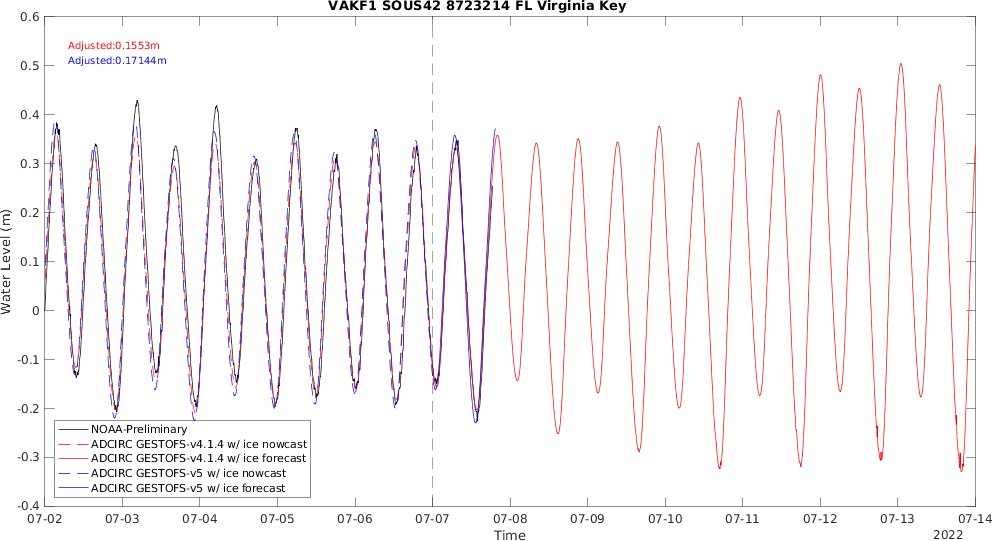 VAKF1 SOUS42 8723214 FL Virginia Key
Adjusted:0.1553m
Adjusted:0.17144m
0.6
0.5
0.4
0.3
0.2
0.1
0
-0.1
-0.2
-0.3
-0.4
Water Level (m)
NOAA-Preliminary
ADCIRC GESTOFS-v4.1.4 w/ ice nowcast
ADCIRC GESTOFS-v4.1.4 w/ ice forecast
ADCIRC GESTOFS-v5 w/ ice nowcast
ADCIRC GESTOFS-v5 w/ ice forecast
07-02 07-03 07-04 07-05 07-06 07-07 07-08 07-09 07-10 07-11 07-12 07-13 07-14
Time
2022